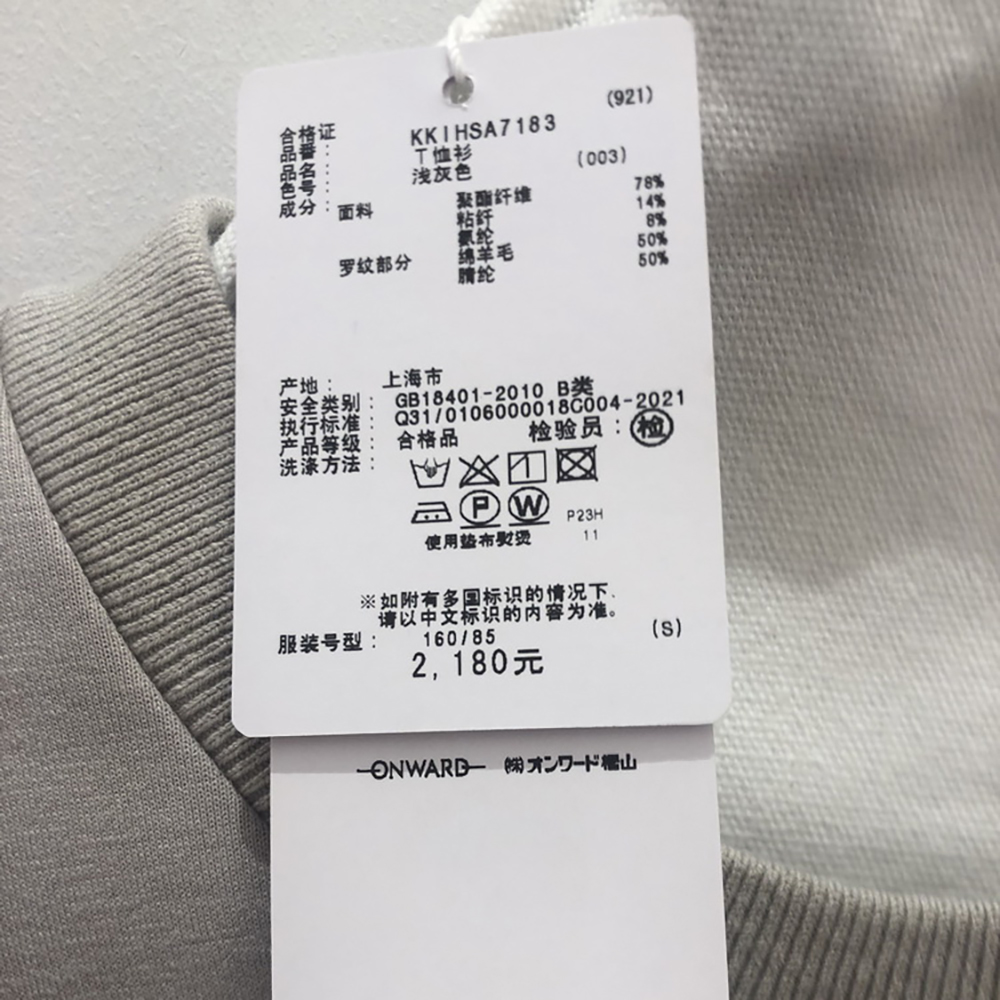 (921)
合格证
品番： KKIHSA7183
品名： T恤衫
色号： 浅灰色 (003)
成分：面料 聚酯纤维 78%
粘纤 14%
氨纶 8%
罗纹部分 绵羊毛 50%
腈纶 50%
产地： 上海市
安全类别： GB18401-2010 B类
执行标准： Q31/0106000018C004-2021
产品等级： 合格品 检验员：检
洗涤方法：
P W P23H
使用垫布熨烫 11
※如附有多国标识的情况下、
请以中文标识的内容为准。
服装号型： 160/85 (S)
2,180元
ONWARD ㈱オンワード樫山